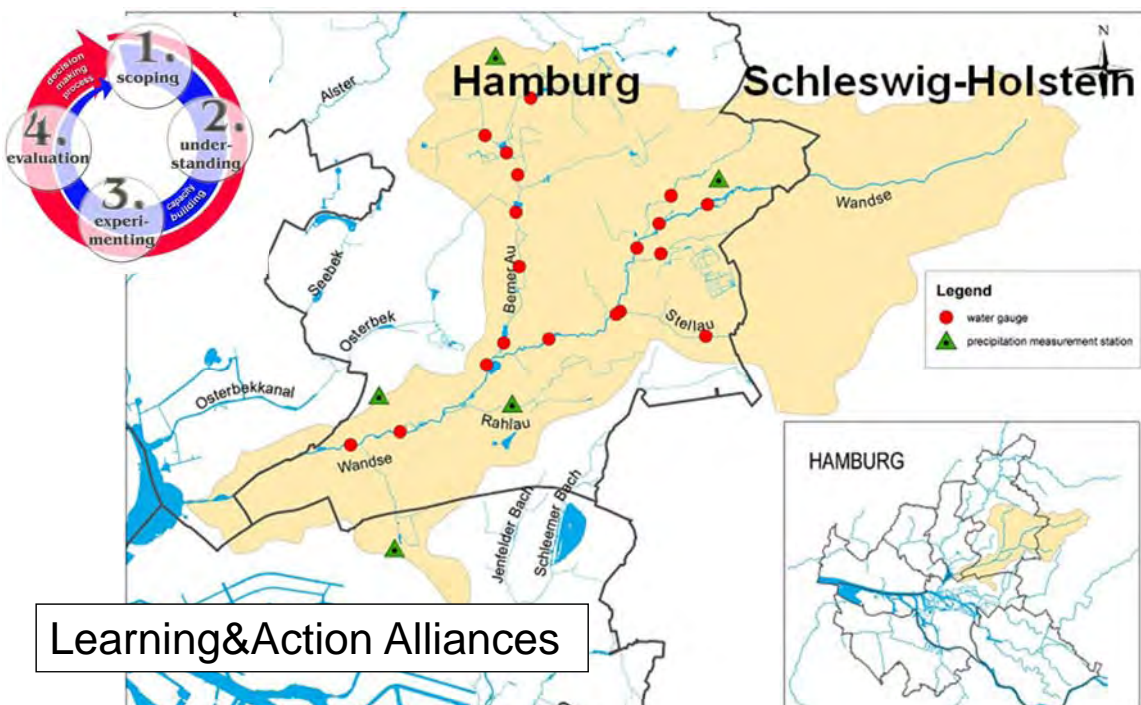 1.
scoping
2.
under-
standing
3.
experi-
menting
4.
evaluation
decision
making
process
capacity
building
Hamburg
Schleswig-Holstein
N
Alster
Wandse
Seebek
Berner Au
Osterbek
Stellau
Osterbekkanal
Rahlau
Wandse
Jenfelder Bach
Schleemer Bach
Legend
water gauge
precipitation measurement station
HAMBURG
Learning&Action Alliances